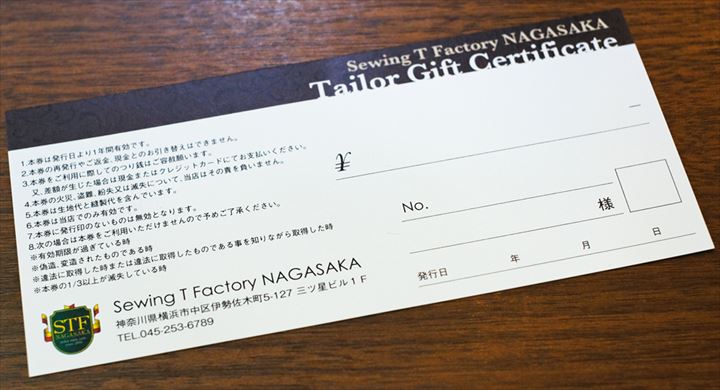 Sewing T Factory NAGASAKA
Tailor Gift Certificate
1.本券は発行日より1年間有効です。
2.本券の再発行やご返金、現金とのお引き替えはできません。
3.本券をご利用に際してのつり銭はご容赦願います。
又、差額が生じた場合は現金またはクレジットカードにてお支払いください。
4.本券の火災、盗難、紛失又は滅失について、当店はその責を負いません。
5.本券は生地代と縫製代を含んでいます。
6.本券は当店でのみ有効です。
7.本券に発行印のないものは無効となります。
8.次の場合は本券をご利用いただけませんので予めご了承ください。
※有効期限が過ぎている時
※偽造、変造されたものである時
※違法に取得した時または違法に取得したものである事を知りながら取得した時
※本券の1/3以上が滅失している時
¥ ー
No.
様
発行日 年 月 日
STF
NAGASAKA
Sewing T Factory NAGASAKA
神奈川県横浜市中区伊勢佐木町5-127 三ツ星ビル1F
TEL.045-253-6789